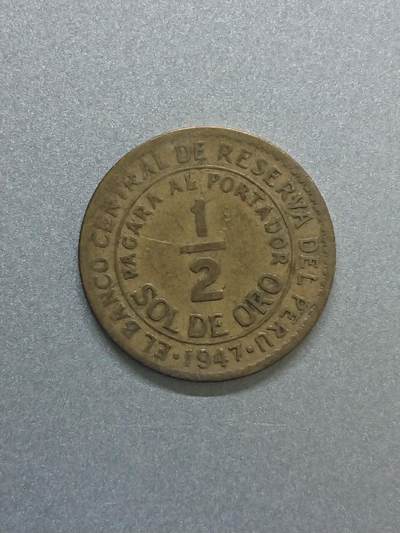 EL BANCO CENTRAL DE RESERVA DEL PERU
PAGARA AL PORTADOR
1
2
SOL DE ORO
·1947·